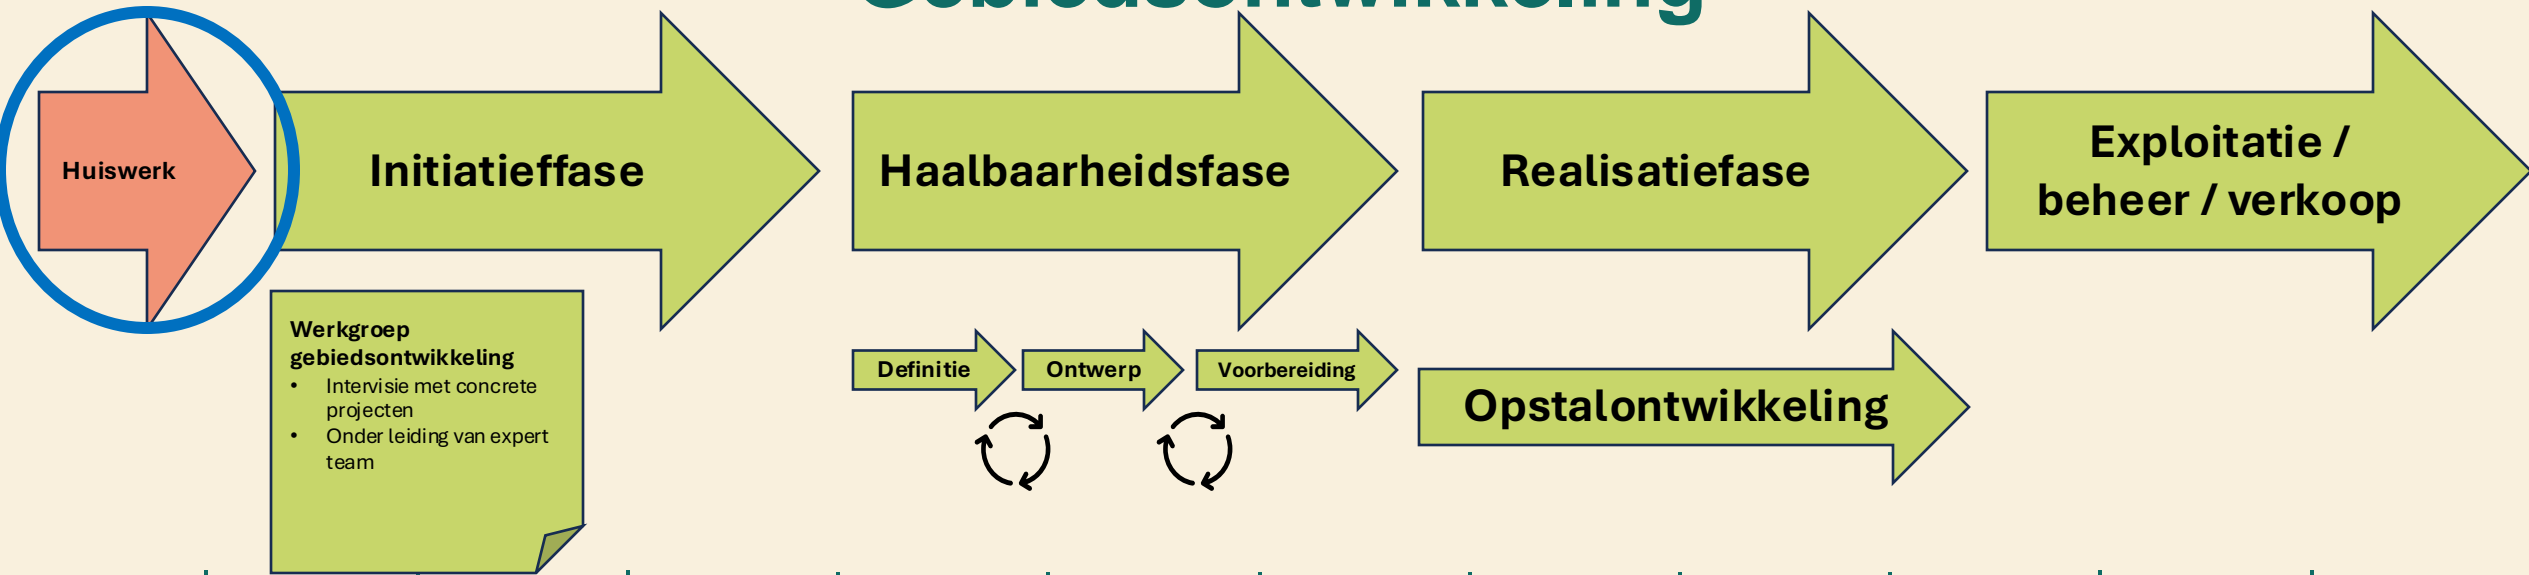 Gebiedsontwikkeling
Huiswerk
Initiatieffase
Haalbaarheidsfase
Realisatiefase
Exploitatie /
beheer / verkoop
Werkgroep
gebiedsontwikkeling
• Intervisie met concrete
projecten
• Onder leiding van expert
team
Definitie
Ontwerp
Voorbereiding
Opstalontwikkeling